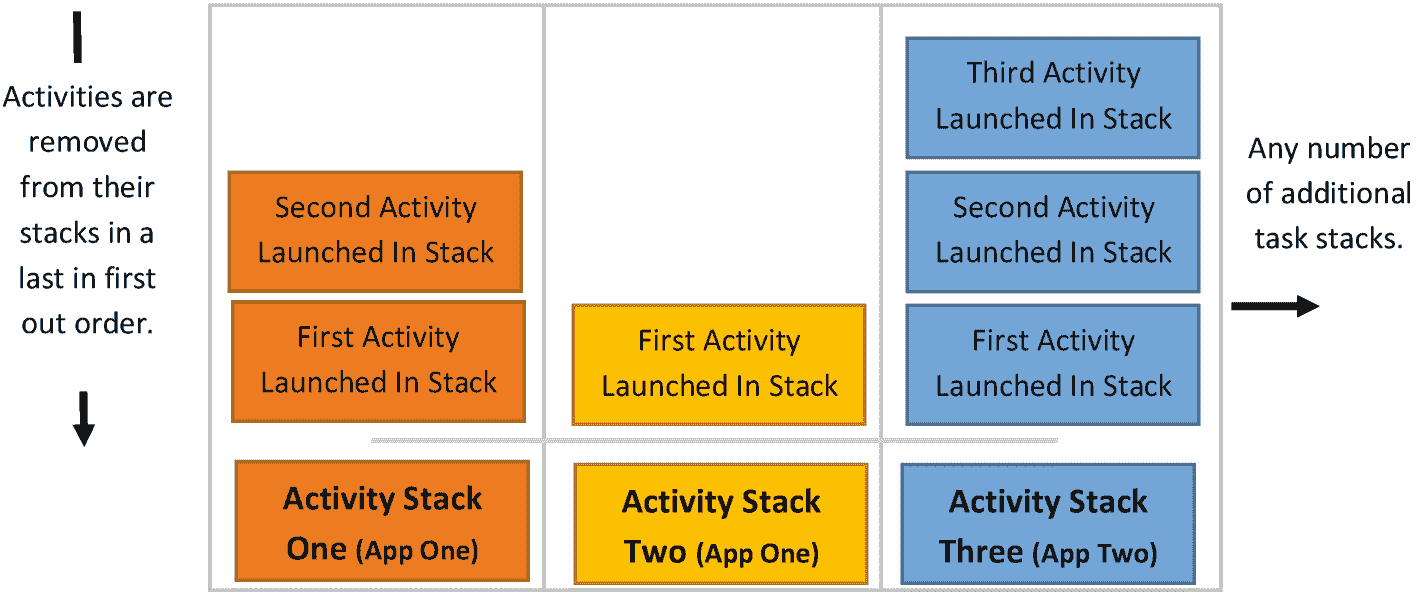 Activities are
removed
from their
stacks in a
last in first
out order.
Second Activity
Launched In Stack
First Activity
Launched In Stack
Activity Stack
One (App One)
First Activity
Launched In Stack
Activity Stack
Two (App One)
Third Activity
Launched In Stack
Second Activity
Launched In Stack
First Activity
Launched In Stack
Activity Stack
Three (App Two)
Any number
of additional
task stacks.